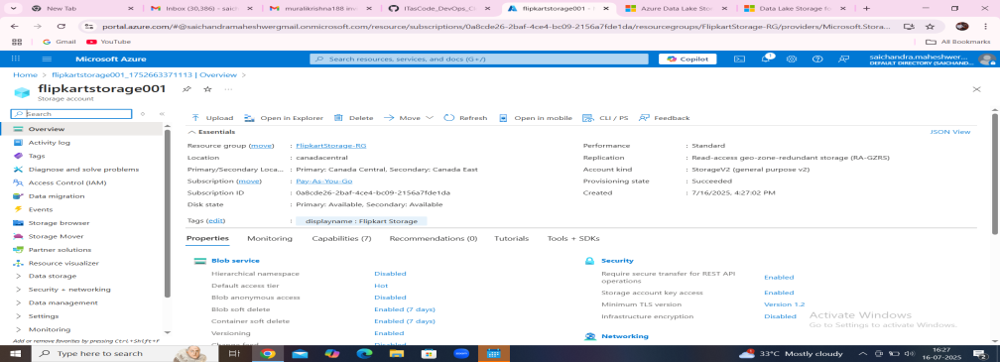 New Tab
Inbox (30,386) - saich
muralikrishna188 inv
ITasCode_DevOps_Cl
flipkartstorage001 -
Azure Data Lake Stor
Data Lake Storage fo
portal.azure.com/#@saichandramaheshwergmail.onmicrosoft.com/resource/subscriptions/0a8cde26-2baf-4ce4-bc09-2156a7fde1da/resourcegroups/FlipkartStorage-RG/providers/Microsoft.Stora...
Gmail
YouTube
All Bookmarks
Microsoft Azure
Search resources, services, and docs (G+/)
Copilot
1
saichandra.maheshwer...
DEFAULT DIRECTORY (SAICHAND...
Home > flipkartstorage001_1752663371113 | Overview >
flipkartstorage001
Storage account
Search
Overview
Activity log
Tags
Diagnose and solve problems
Access Control (IAM)
Data migration
Events
Storage browser
Storage Mover
Partner solutions
Resource visualizer
Data storage
Security + networking
Data management
Settings
Monitoring
Add or remove favorites by pressing Ctrl+Shift+F
Upload
Open in Explorer
Delete
Move
Refresh
Open in mobile
CLI / PS
Feedback
Essentials
JSON View
Resource group (move) : FlipkartStorage-RG
Location : canadacentral
Primary/Secondary Loca... : Primary: Canada Central, Secondary: Canada East
Subscription (move) : Pay-As-You-Go
Subscription ID : 0a8cde26-2baf-4ce4-bc09-2156a7fde1da
Disk state : Primary: Available, Secondary: Available
Performance : Standard
Replication : Read-access geo-zone-redundant storage (RA-GZRS)
Account kind : StorageV2 (general purpose v2)
Provisioning state : Succeeded
Created : 7/16/2025, 4:27:02 PM
Tags (edit) : displayname : Flipkart Storage
Properties
Monitoring
Capabilities (7)
Recommendations (0)
Tutorials
Tools + SDKs
Blob service
Hierarchical namespace Disabled
Default access tier Hot
Blob anonymous access Disabled
Blob soft delete Enabled (7 days)
Container soft delete Enabled (7 days)
Versioning Enabled
Security
Require secure transfer for REST API
operations Enabled
Storage account key access Enabled
Minimum TLS version Version 1.2
Infrastructure encryption Disabled
Networking
Activate Windows
Go to Settings to activate Windows.
Type here to search
33°C Mostly cloudy
16:27
16-07-2025